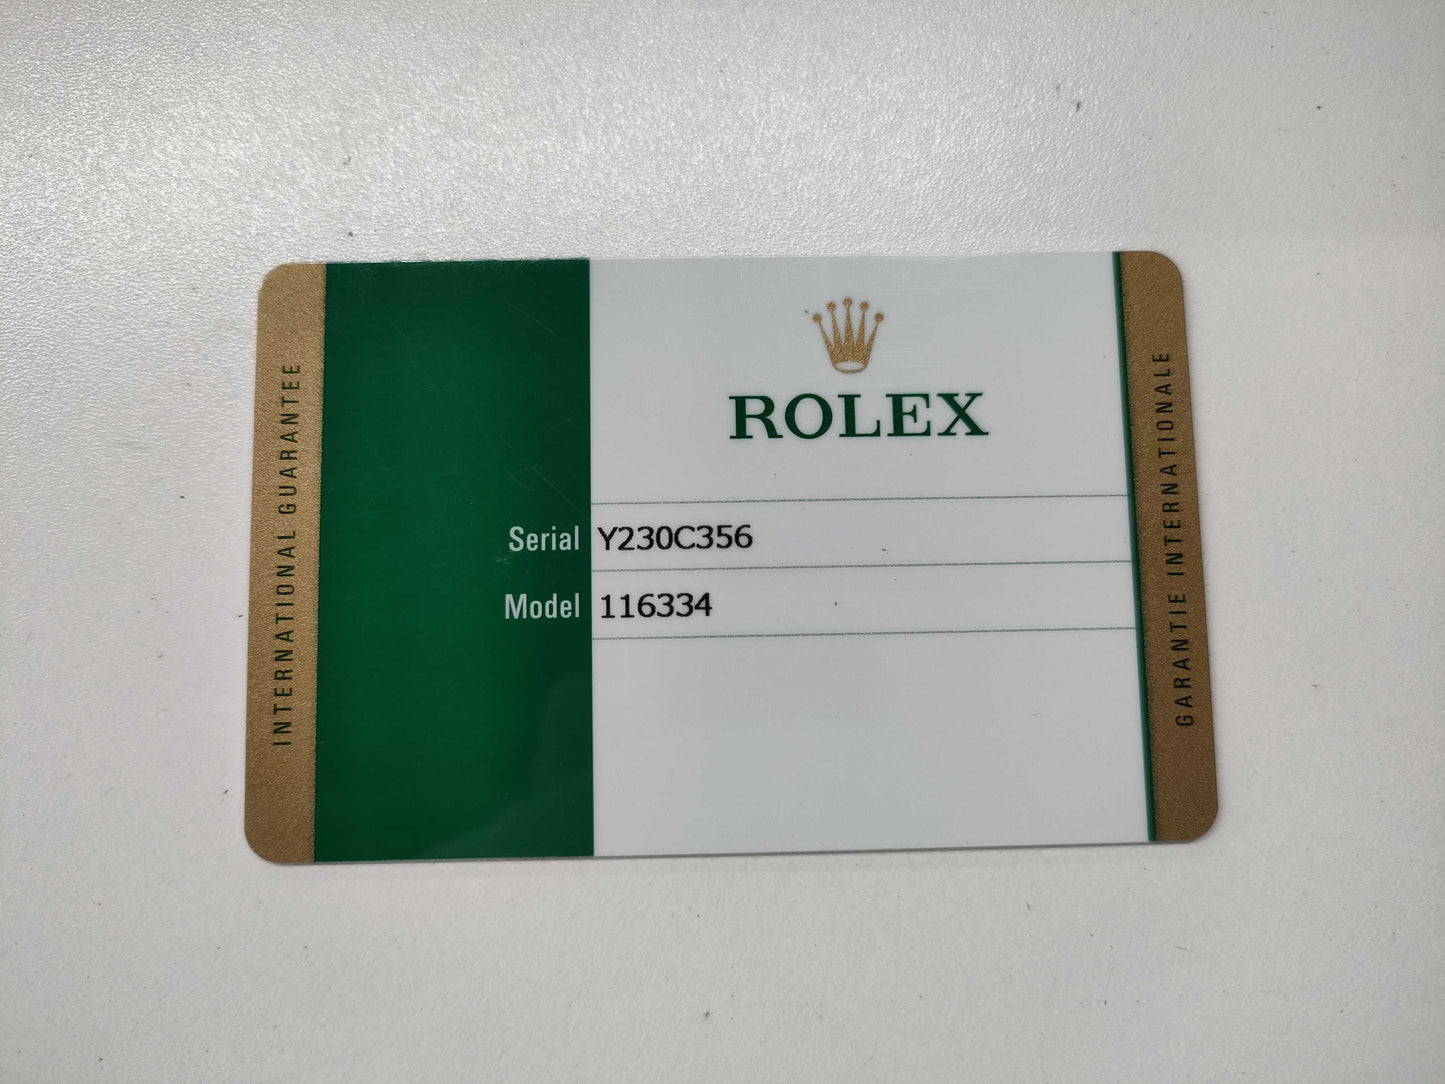 INTERNATIONAL GUARANTEE
ROLEX
Serial Y230C356
Model 116334
GARANTIE INTERNATIONALE